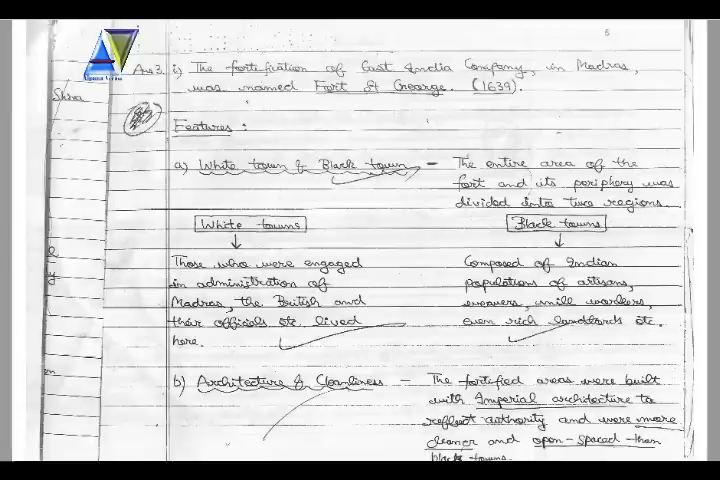 5
Ans 3. i) The fortification of East India Company, in Madras,
was named Fort St George. (1639).
Shiva
Features :
a) White town & Black town - The entire area of the
fort and its periphery was
divided into two regions
White towns
Black towns
Those who were engaged
in administration of
Madras, the British and
their officials etc. lived
here.
Composed of Indian
populations of artisans,
weavers, mill workers,
even rich landlords etc.
b) Architecture & Cleanliness - The fortified areas were built
with Imperial architecture to
reflect authority and were more
cleaner and open-spaced than
black towns.